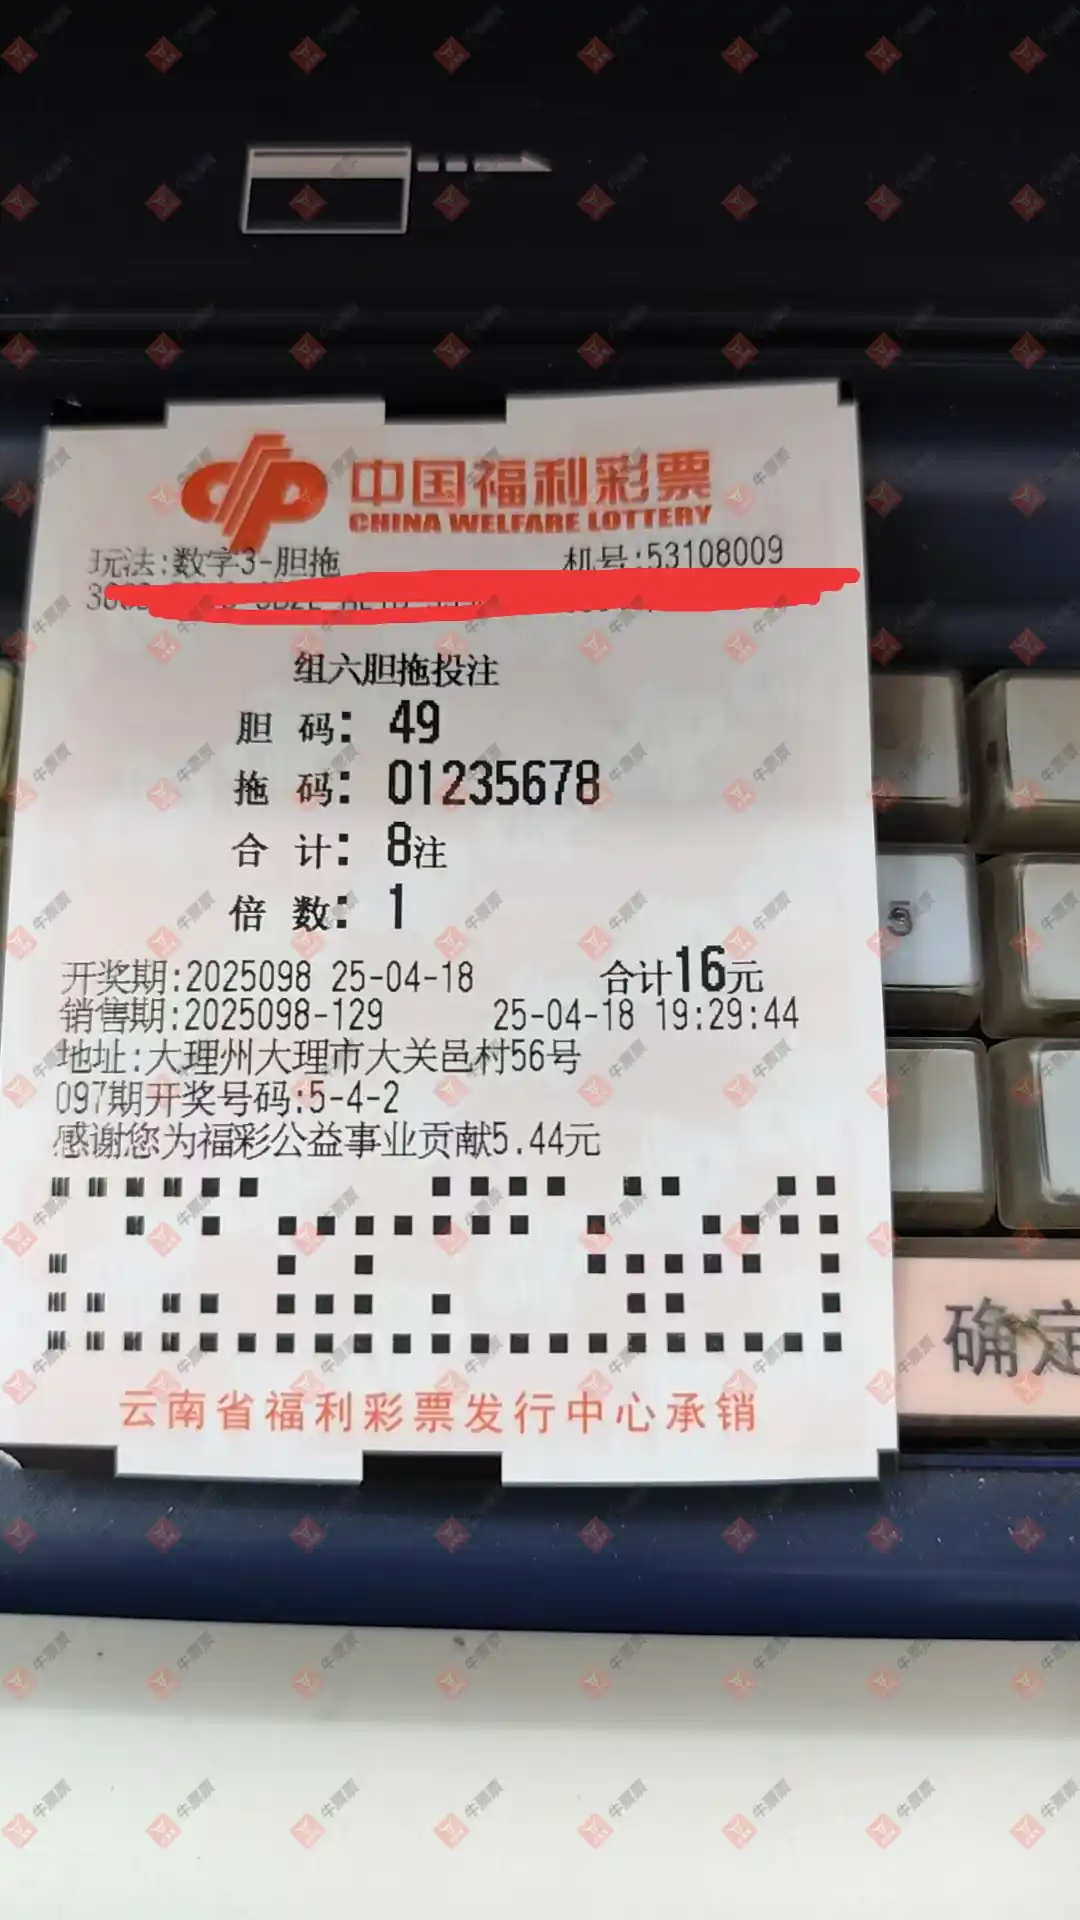 中国福利彩票
CHINA WELFARE LOTTERY
玩法:数字3-胆拖 机号:53108009
组六胆拖投注
胆 码: 49
拖 码: 01235678
合 计: 8注
倍 数: 1
开奖期:2025098 25-04-18 合计16元
销售期:2025098-129 25-04-18 19:29:44
地址:大理州大理市大关邑村56号
097期开奖号码:5-4-2
感谢您为福彩公益事业贡献5.44元
云南省福利彩票发行中心承销
5
确定
牛票票